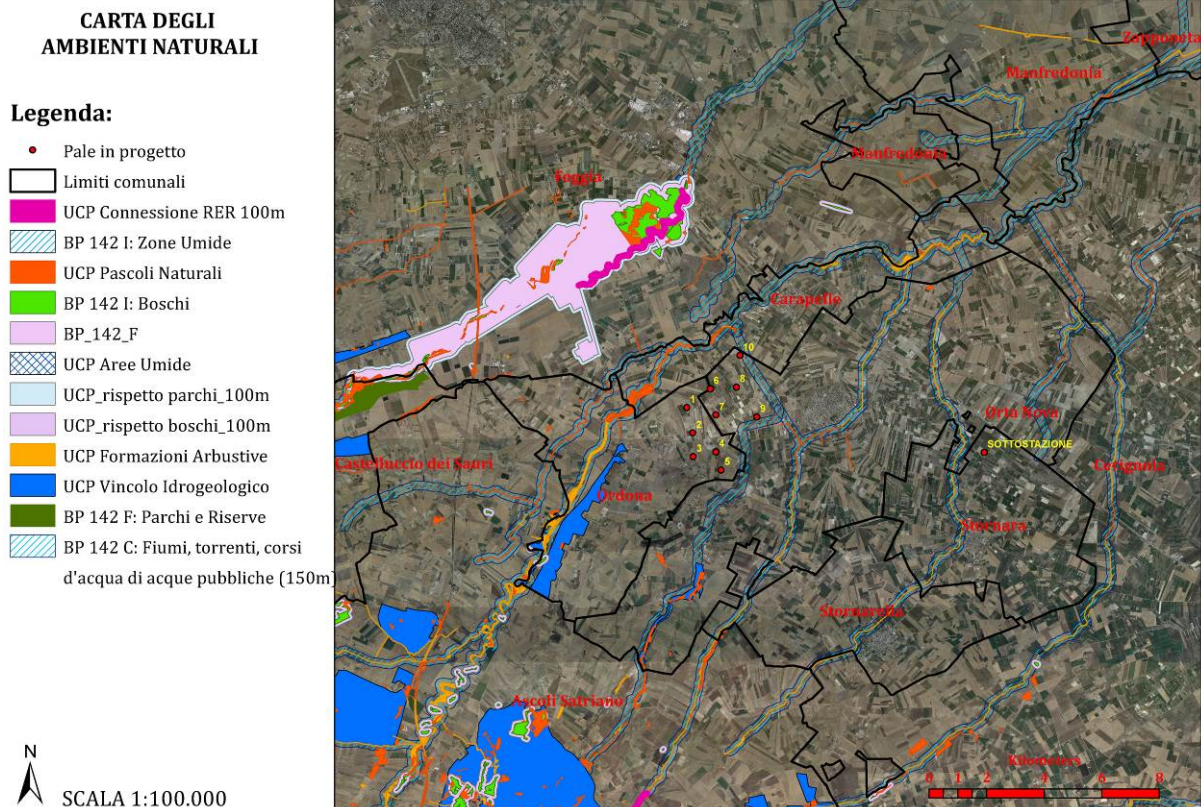 CARTA DEGLI
AMBIENTI NATURALI
Legenda:
Pale in progetto
Limiti comunali
UCP Connessione RER 100m
BP 142 I: Zone Umide
UCP Pascoli Naturali
BP 142 I: Boschi
BP_142_F
UCP Aree Umide
UCP_rispetto parchi_100m
UCP_rispetto boschi_100m
UCP Formazioni Arbustive
UCP Vincolo Idrogeologico
BP 142 F: Parchi e Riserve
BP 142 C: Fiumi, torrenti, corsi
d'acqua di acque pubbliche (150m)
N
SCALA 1:100.000
Zapponeta
Manfredonia
Manfredonia
Foggia
Carapelle
10
6
8
1
7
9
2
Orta Nova
SOTTOSTAZIONE
3
4
5
Castelluccio dei Sauri
Cerignola
Ordona
Stornara
Stornarella
Ascoli Satriano
Kilometers
0 1 2 4 6 8